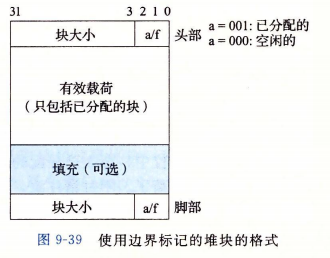 31 3 2 1 0
块大小 a/f 头部
a = 001: 已分配的
a = 000: 空闲的
有效载荷
(只包括已分配的块)
填充(可选)
块大小 a/f 脚部
图 9-39 使用边界标记的堆块的格式